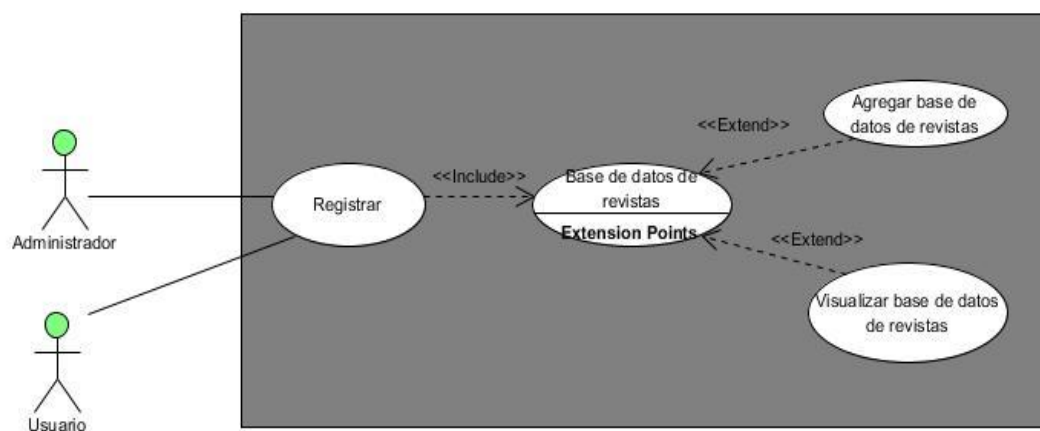 Agregar base de
datos de revistas
<<Extend>>
<<Include>>
Base de datos de
revistas
Registrar
Extension Points
Administrador
<<Extend>>
Visualizar base de datos
de revistas
Usuario